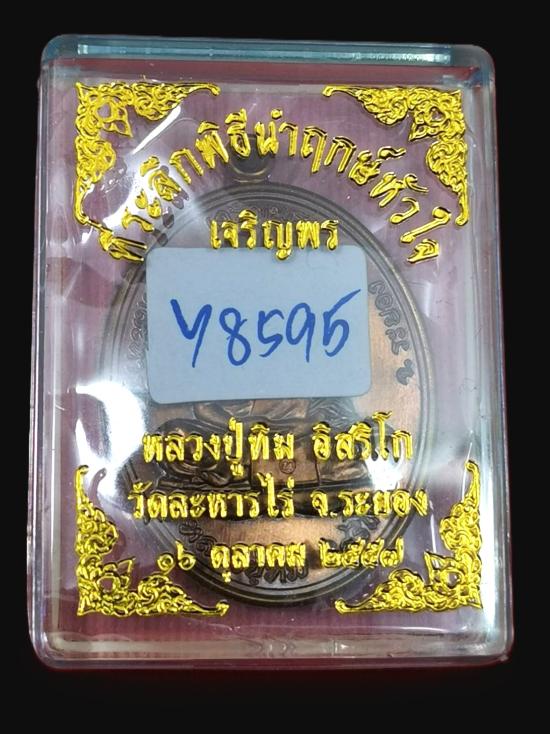 ที่ระลึกพิธีนำฤกษ์หัวใจ
เจริญพร
Y8595
หลวงปู่ทิม อิสริโก
วัดละหารไร่ จ.ระยอง
๑๖ ตุลาคม ๒๕๕๗